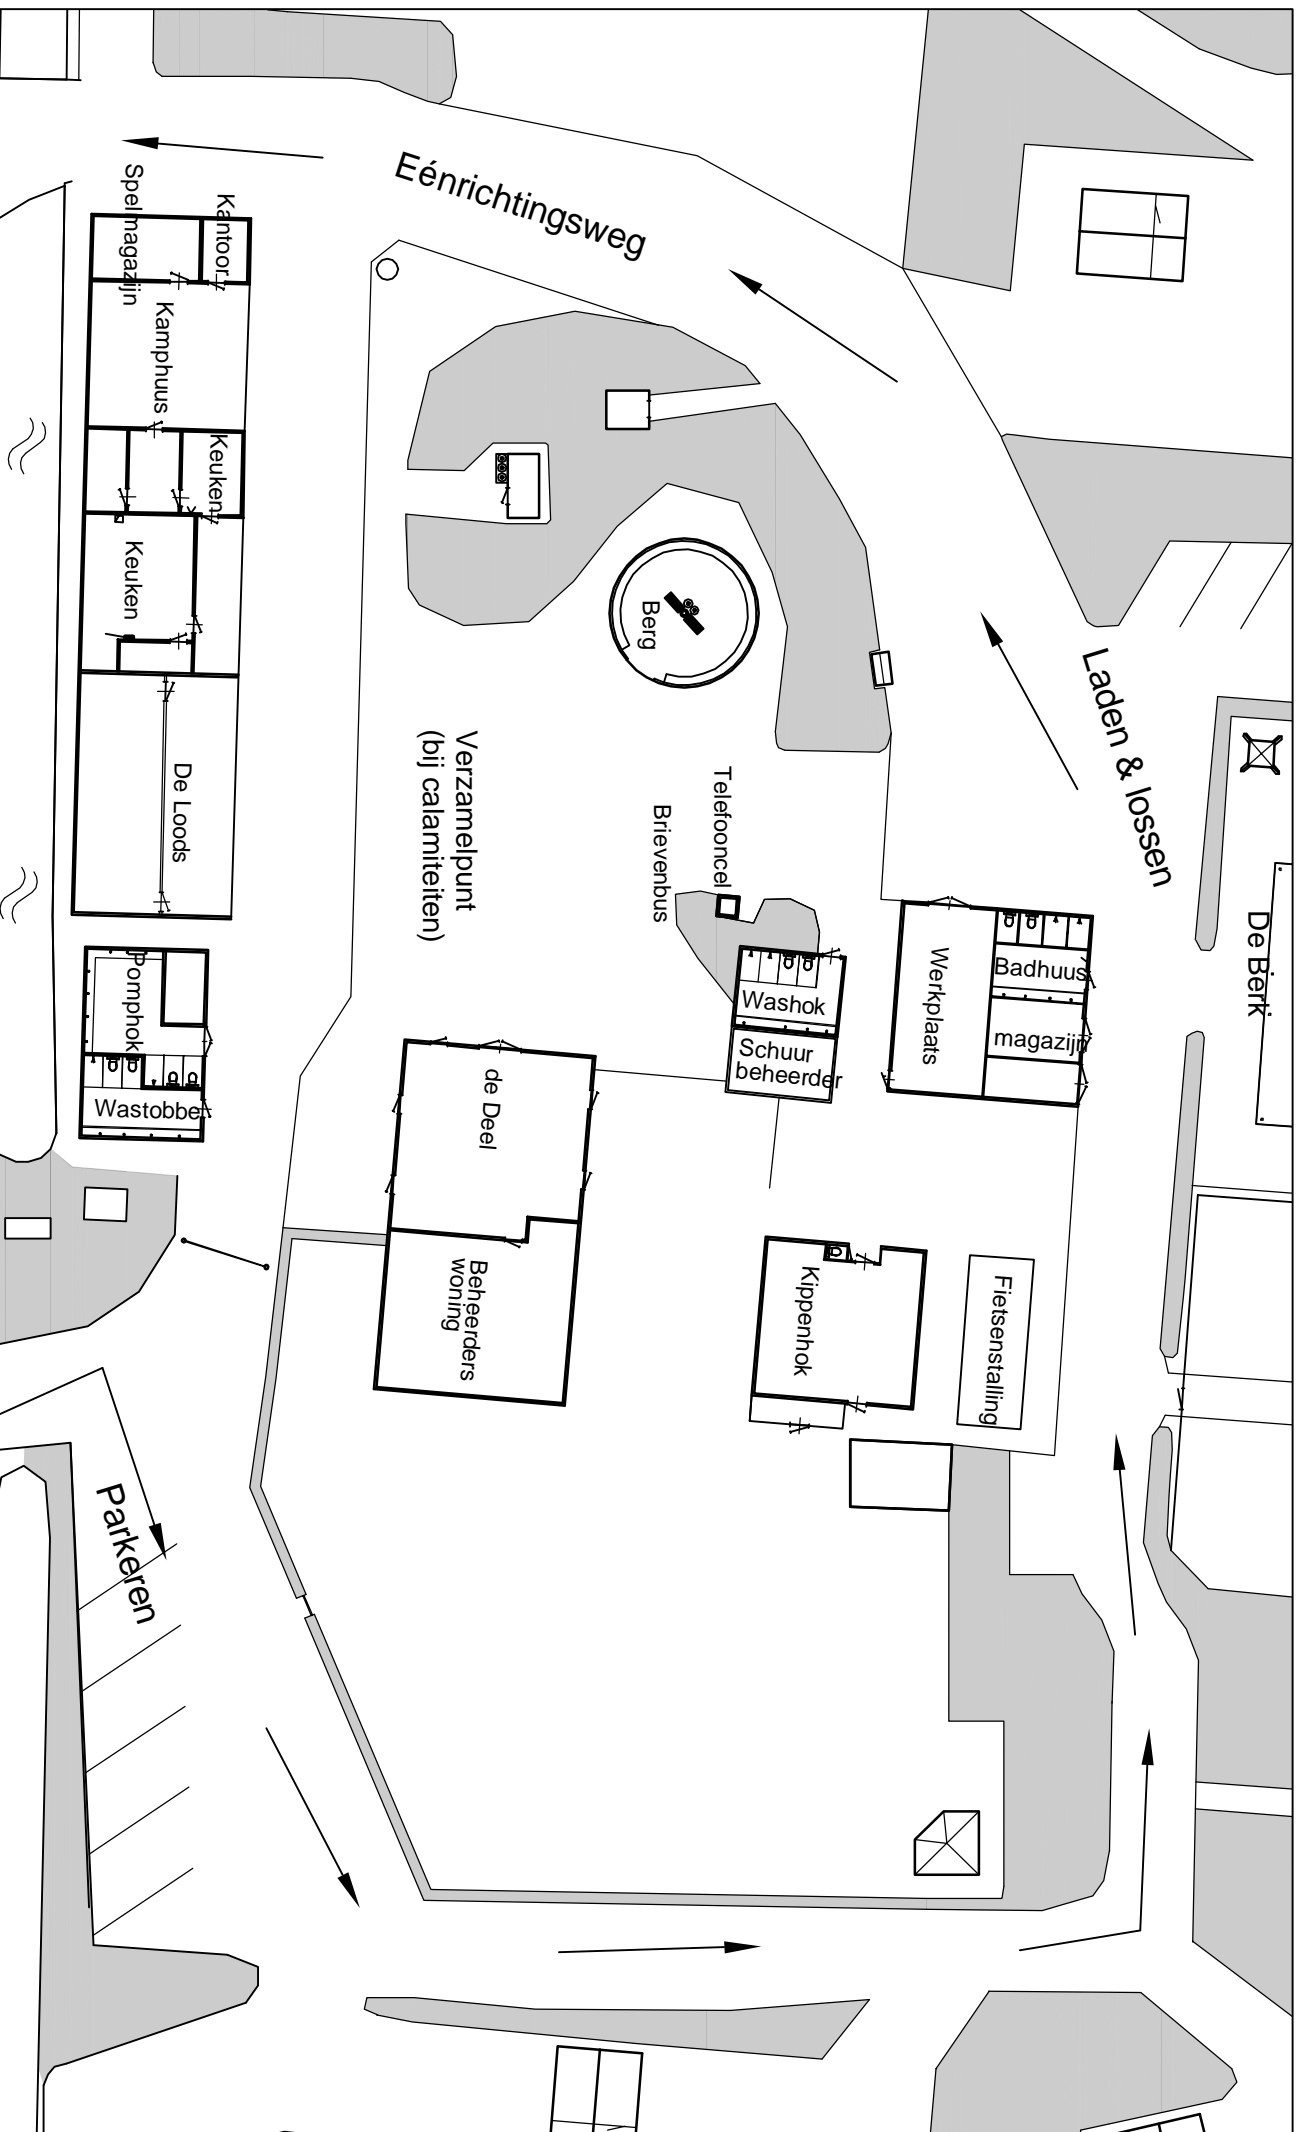 Eénrichtingsweg
Spelmagazijn
Kantoor
Kamphuus
Keuken
Keuken
De Loods
Berg
Verzamelpunt
(bij calamiteiten)
Telefooncel
Brievenbus
Laden & lossen
De Berk
Werkplaats
Badhuus
magazijn
Washok
Schuur
beheerder
Pomphok
Wastobbe
de Deel
Beheerders
woning
Kippenhok
Fietsenstalling
Parkeren